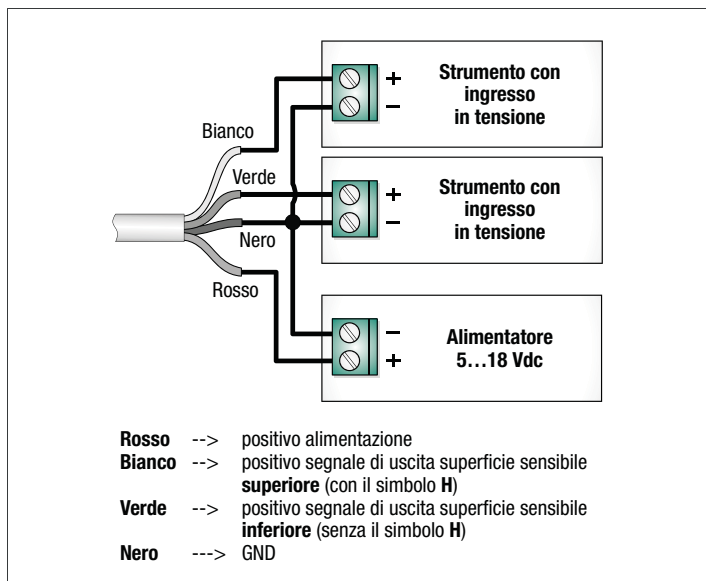 Strumento con
ingresso
in tensione
+
−
Bianco
Verde
Strumento con
ingresso
in tensione
+
−
Nero
Rosso
Alimentatore
5…18 Vdc
−
+
Rosso --> positivo alimentazione
Bianco --> positivo segnale di uscita superficie sensibile
superiore (con il simbolo H)
Verde --> positivo segnale di uscita superficie sensibile
inferiore (senza il simbolo H)
Nero ---> GND